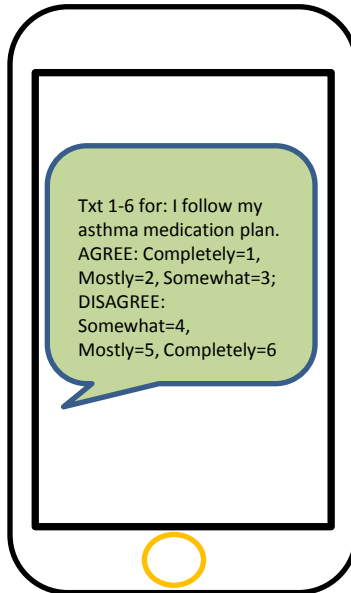 Txt 1-6 for: I follow my
asthma medication plan.
AGREE: Completely=1,
Mostly=2, Somewhat=3;
DISAGREE:
Somewhat=4,
Mostly=5, Completely=6